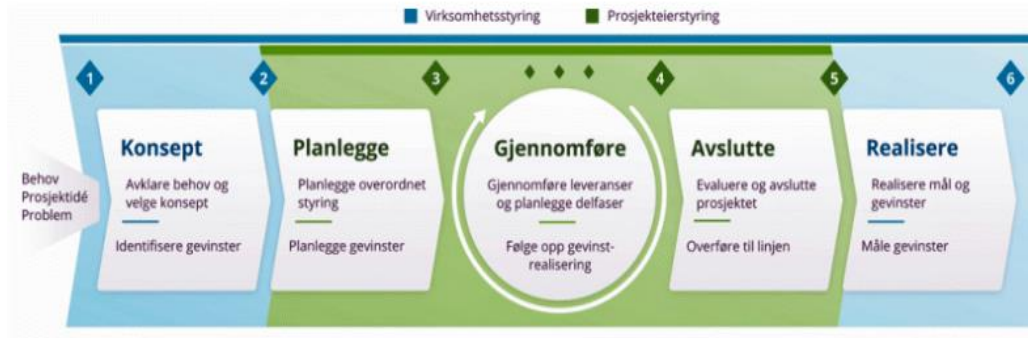 Virksomhetsstyring
Prosjekteierstyring
1
2
3
4
5
6
Behov
Prosjektidé
Problem
Konsept
Avklare behov og
velge konsept
Identifisere gevinster
Planlegge
Planlegge overordnet
styring
Planlegge gevinster
Gjennomføre
Gjennomføre leveranser
og planlegge delfaser
Følge opp gevinst-
realisering
Avslutte
Evaluere og avslutte
prosjektet
Overføre til linjen
Realisere
Realisere mål og
gevinster
Måle gevinster